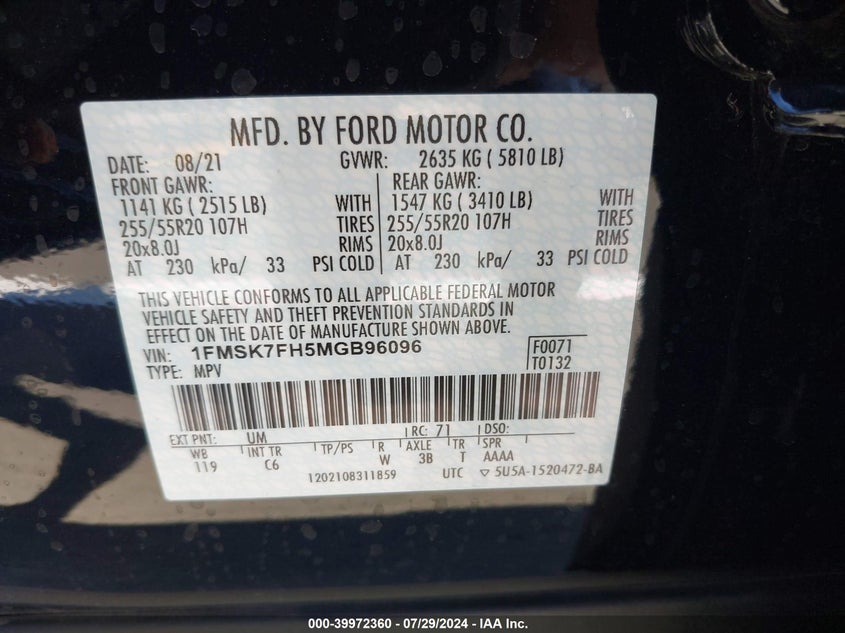 MFD. BY FORD MOTOR CO.
DATE: 08/21 GVWR: 2635 KG ( 5810 LB)
FRONT GAWR: REAR GAWR:
1141 KG ( 2515 LB) WITH 1547 KG ( 3410 LB) WITH
255/55R20 107H TIRES 255/55R20 107H TIRES
20x8.0J RIMS 20x8.0J RIMS
AT 230 kPa/ 33 PSI COLD AT 230 kPa/ 33 PSI COLD
THIS VEHICLE CONFORMS TO ALL APPLICABLE FEDERAL MOTOR
VEHICLE SAFETY AND THEFT PREVENTION STANDARDS IN
EFFECT ON THE DATE OF MANUFACTURE SHOWN ABOVE.
VIN: 1FMSK7FH5MGB96096 F0071
TYPE: MPV T0132
EXT PNT: UM RC: 71 DSO:
WB INT TR TP/PS R AXLE TR SPR
119 C6 W 3B T AAAA
1202108311859 UTC ▽ 5U5A-1520472-BA
000-39972360 - 07/29/2024 - IAA Inc.